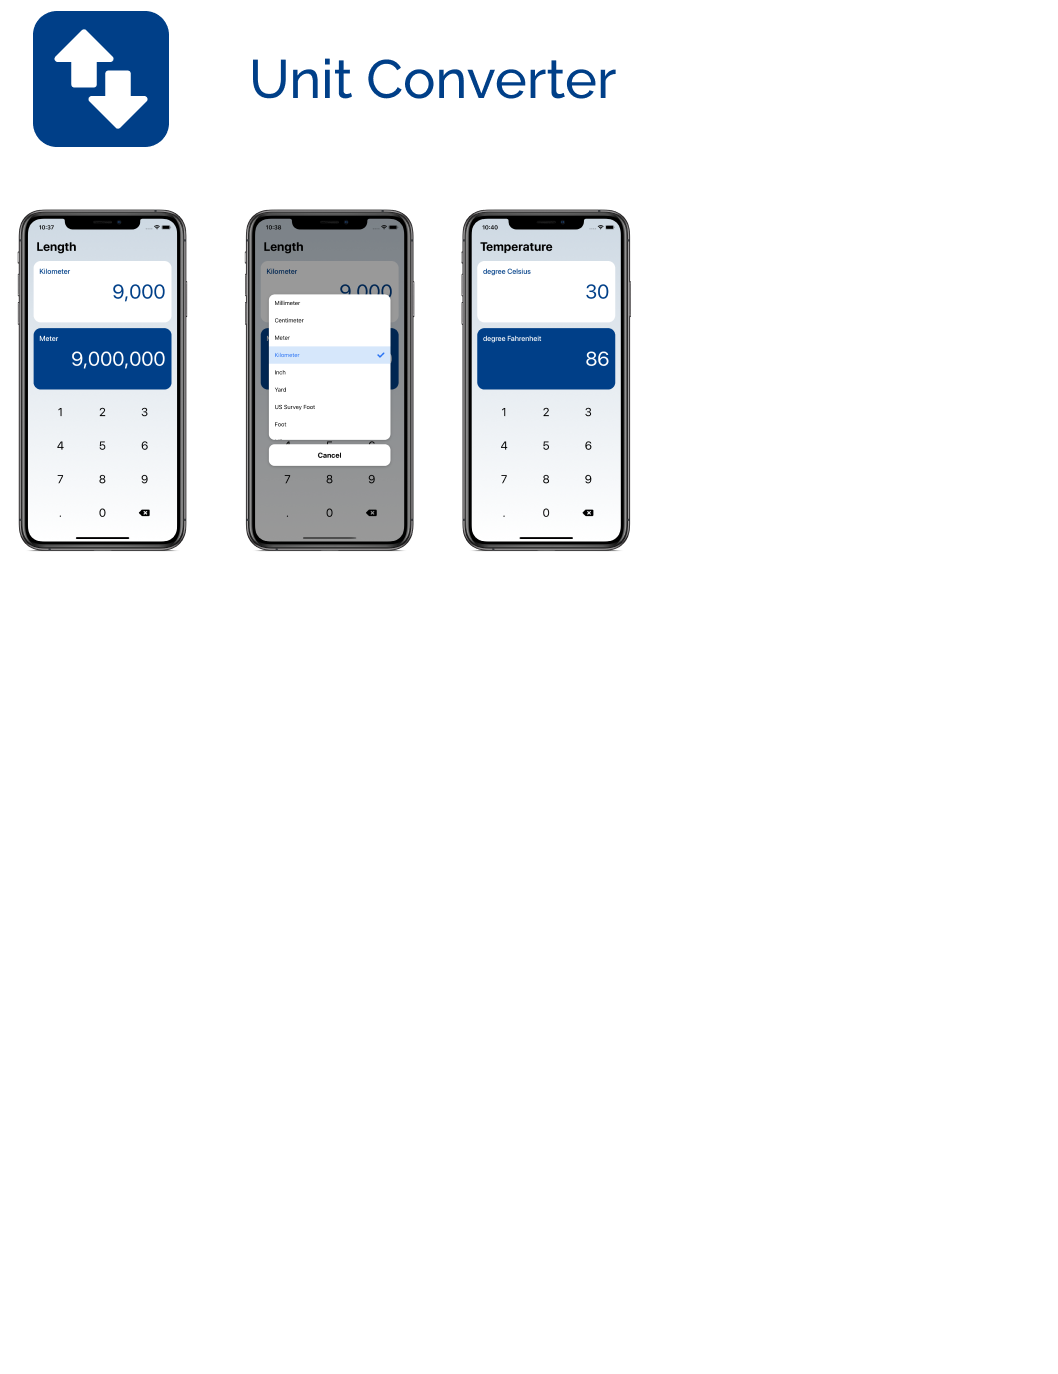 Unit Converter
10:37
Length
Kilometer
9,000
Meter
9,000,000
1 2 3
4 5 6
7 8 9
. 0
10:38
Length
Kilometer
9,000
Millimeter
Centimeter
Meter
Kilometer
Inch
Yard
US Survey Foot
Foot
Cancel
7 8 9
. 0
10:40
Temperature
degree Celsius
30
degree Fahrenheit
86
1 2 3
4 5 6
7 8 9
. 0